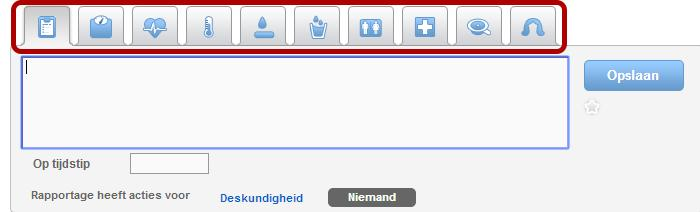 Opslaan
Op tijdstip
Rapportage heeft acties voor Deskundigheid Niemand